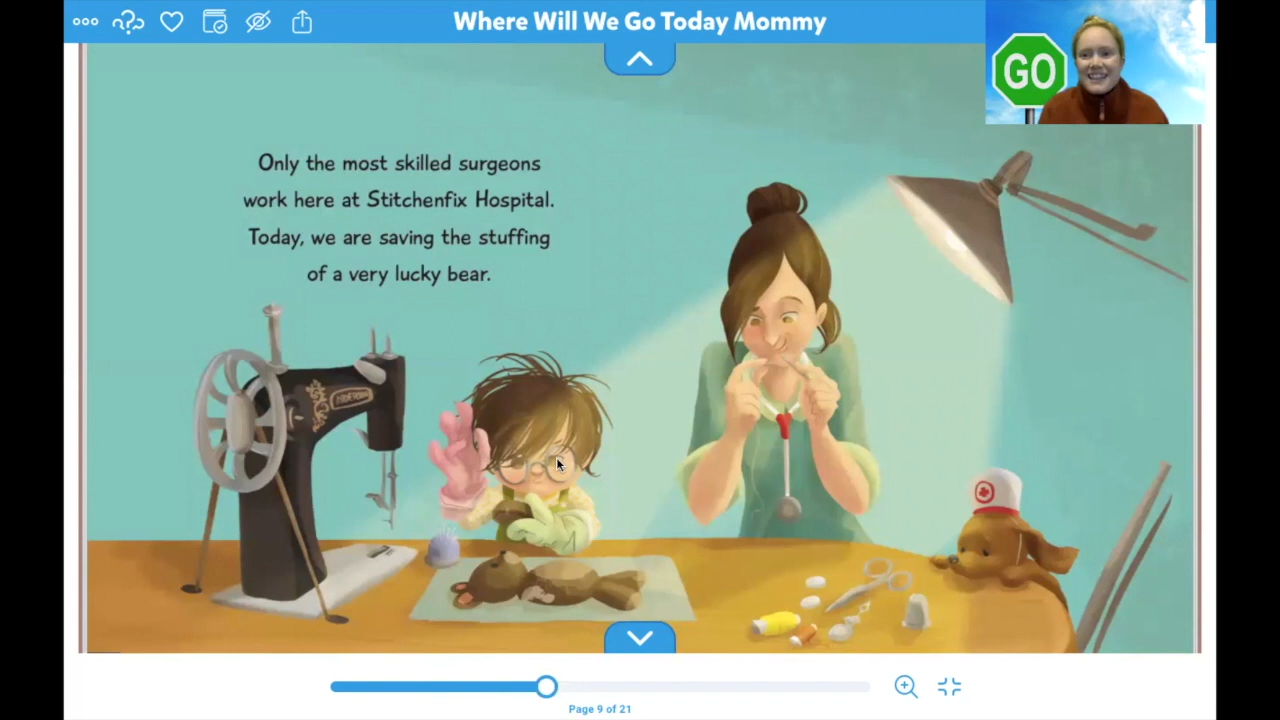 Where Will We Go Today Mommy
GO
Only the most skilled surgeons
work here at Stitchenfix Hospital.
Today, we are saving the stuffing
of a very lucky bear.
Page 9 of 21